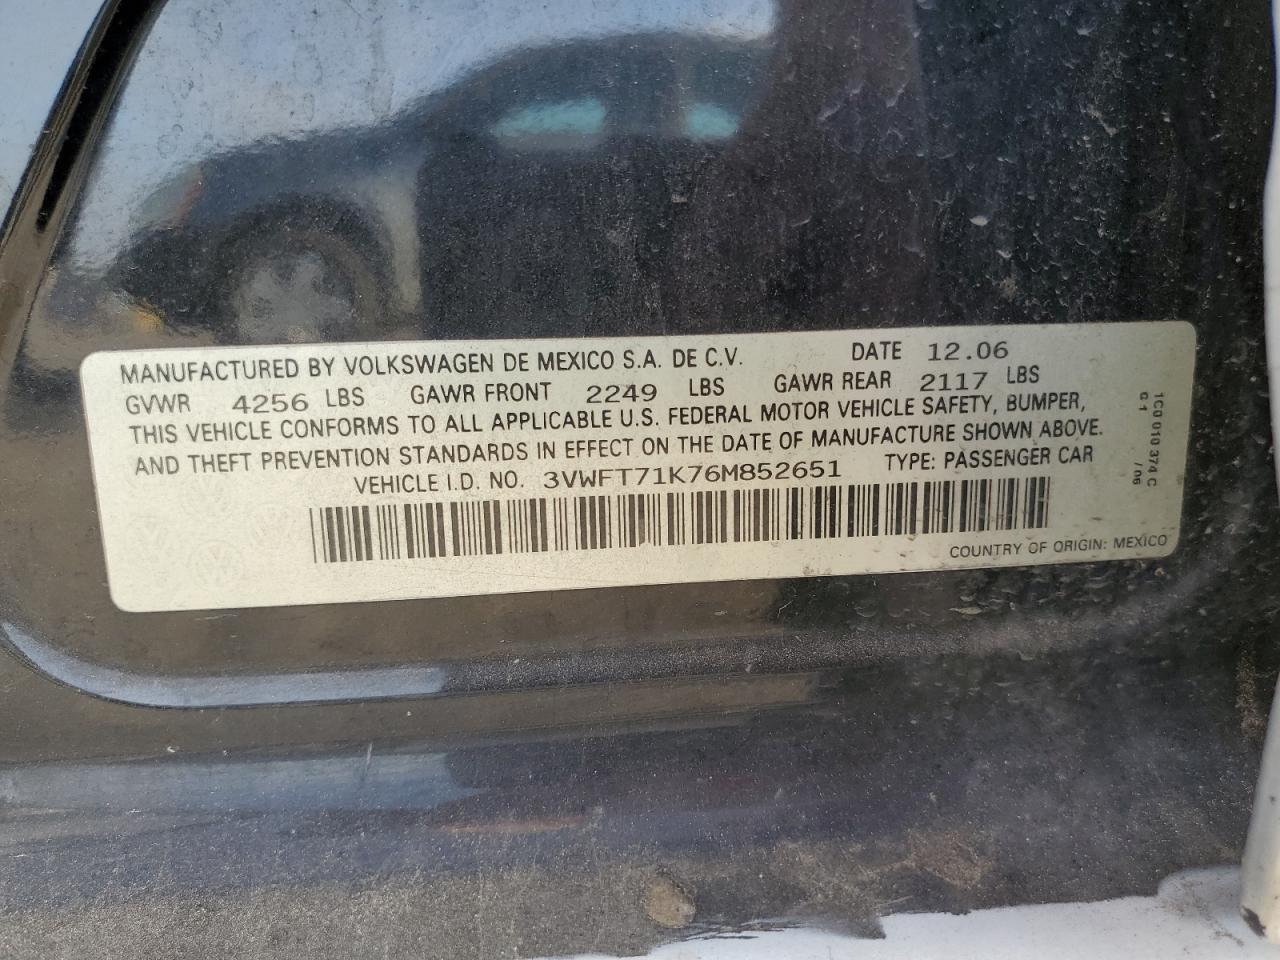 MANUFACTURED BY VOLKSWAGEN DE MEXICO S.A. DE C.V. DATE 12.06
GVWR 4256 LBS GAWR FRONT 2249 LBS GAWR REAR 2117 LBS
THIS VEHICLE CONFORMS TO ALL APPLICABLE U.S. FEDERAL MOTOR VEHICLE SAFETY, BUMPER,
AND THEFT PREVENTION STANDARDS IN EFFECT ON THE DATE OF MANUFACTURE SHOWN ABOVE.
VEHICLE I.D. NO. 3VWFT71K76M852651 TYPE: PASSENGER CAR
COUNTRY OF ORIGIN: MEXICO
1C0 010 374 C /06
G 1